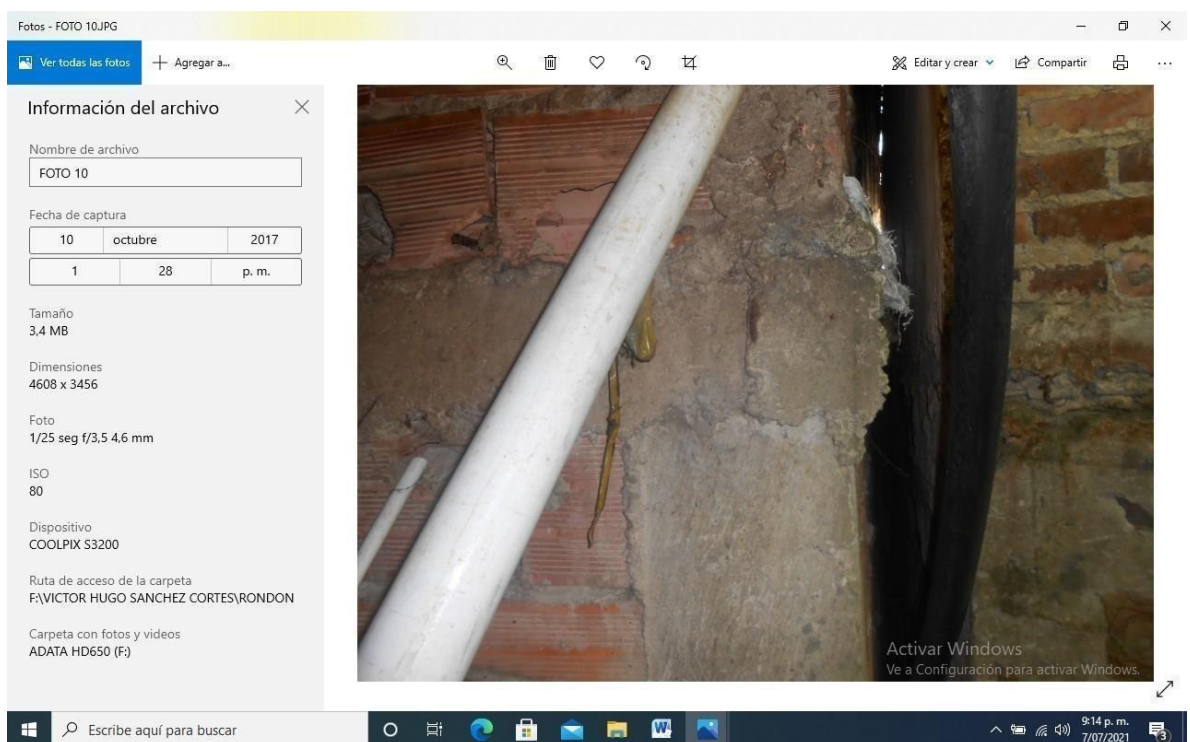 Fotos - FOTO 10.JPG
Ver todas las fotos
Agregar a...
Editar y crear
Compartir
Información del archivo
Nombre de archivo
FOTO 10
Fecha de captura
10 octubre 2017
1 28 p. m.
Tamaño
3,4 MB
Dimensiones
4608 x 3456
Foto
1/25 seg f/3,5 4,6 mm
ISO
80
Dispositivo
COOLPIX S3200
Ruta de acceso de la carpeta
F:\VICTOR HUGO SANCHEZ CORTES\RONDON
Carpeta con fotos y videos
ADATA HD650 (F:)
Activar Windows
Ve a Configuración para activar Windows.
Escribe aquí para buscar
W
9:14 p. m.
7/07/2021
3